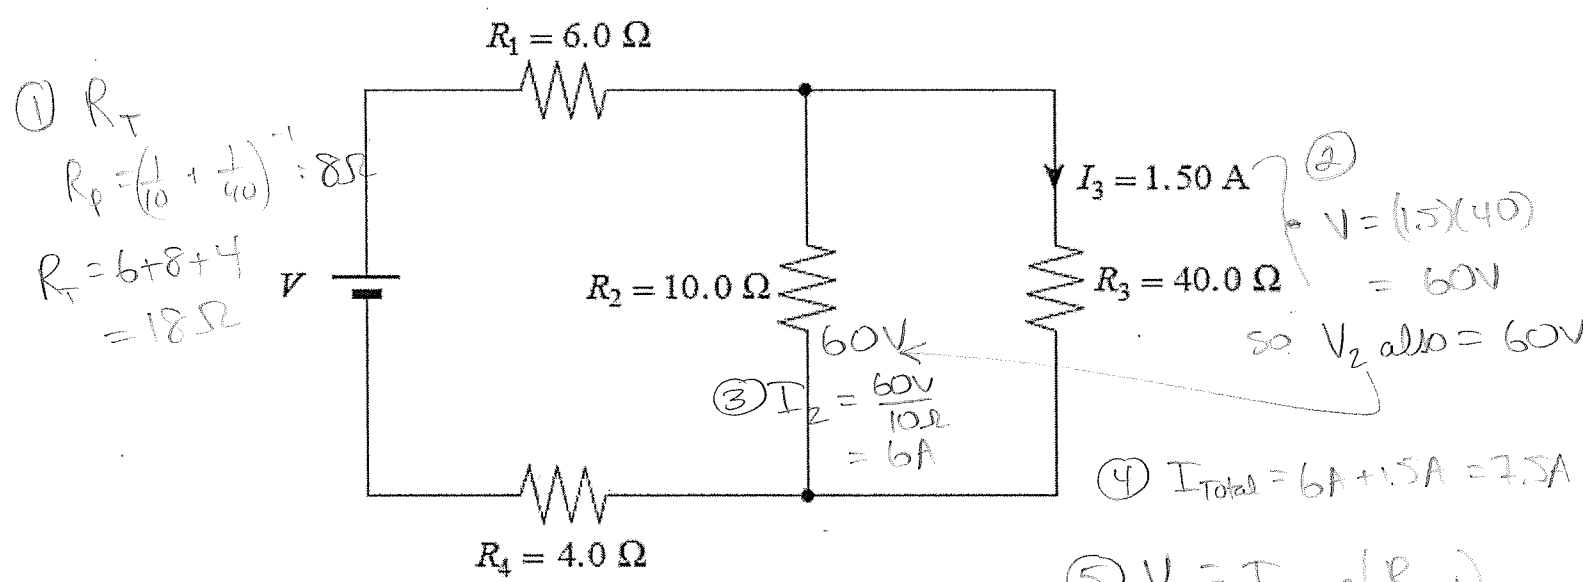 R₁ = 6.0 Ω
① R_T
R_p = (1/10 + 1/40)⁻¹ : 8Ω
R_T = 6+8+4
= 18Ω
V
R₂ = 10.0 Ω
I₃ = 1.50 A
R₃ = 40.0 Ω
②
V = (1.5)(40)
= 60V
so V₂ also = 60V
60V
③ I₂ = 60V/10Ω
= 6A
④ I_Total = 6A + 1.5A = 7.5A
R₄ = 4.0 Ω
⑤ V = I